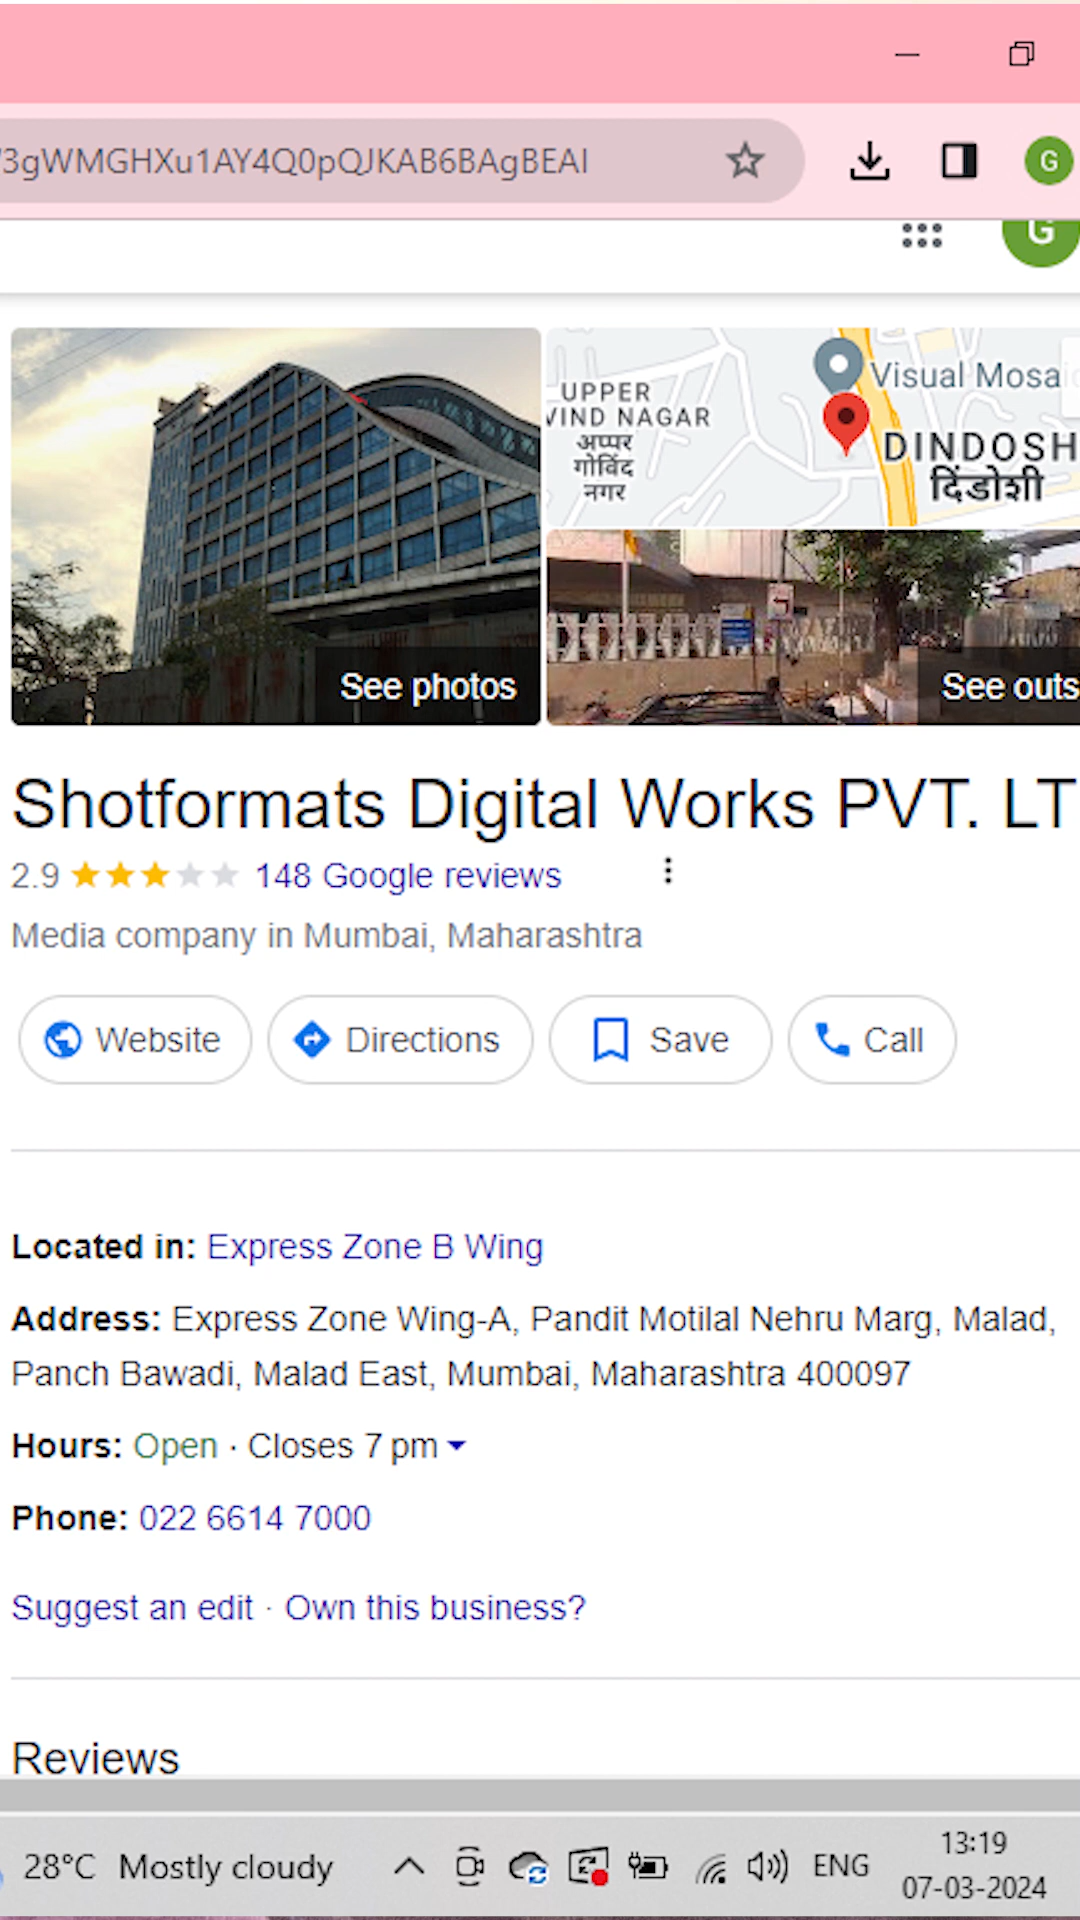 /3gWMGHXu1AY4Q0pQJKAB6BAgBEAI
G
G
UPPER
VIND NAGAR
अप्पर
गोविंद
नगर
Visual Mosaic
DINDOSH
दिंडोशी
See photos
See outs
Shotformats Digital Works PVT. LT
2.9 148 Google reviews
Media company in Mumbai, Maharashtra
Website Directions Save Call
Located in: Express Zone B Wing
Address: Express Zone Wing-A, Pandit Motilal Nehru Marg, Malad,
Panch Bawadi, Malad East, Mumbai, Maharashtra 400097
Hours: Open · Closes 7 pm
Phone: 022 6614 7000
Suggest an edit · Own this business?
Reviews
28°C Mostly cloudy ENG
13:19
07-03-2024